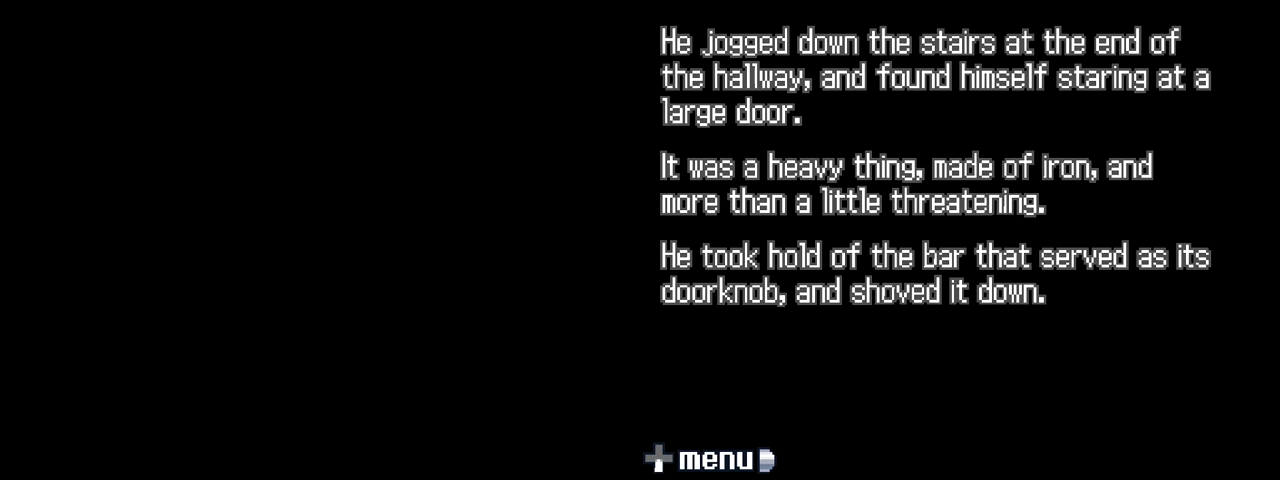 He jogged down the stairs at the end of
the hallway, and found himself staring at a
large door.
It was a heavy thing, made of iron, and
more than a little threatening.
He took hold of the bar that served as its
doorknob, and shoved it down.
menu